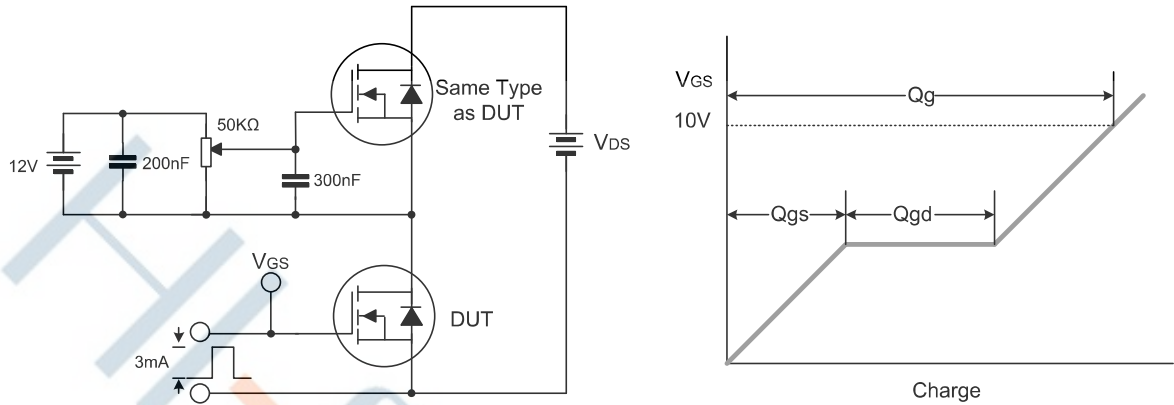 Same Type
as DUT
50KΩ
12V
200nF
300nF
VDS
VGS
DUT
3mA
VGS
10V
Qg
Qgs
Qgd
Charge